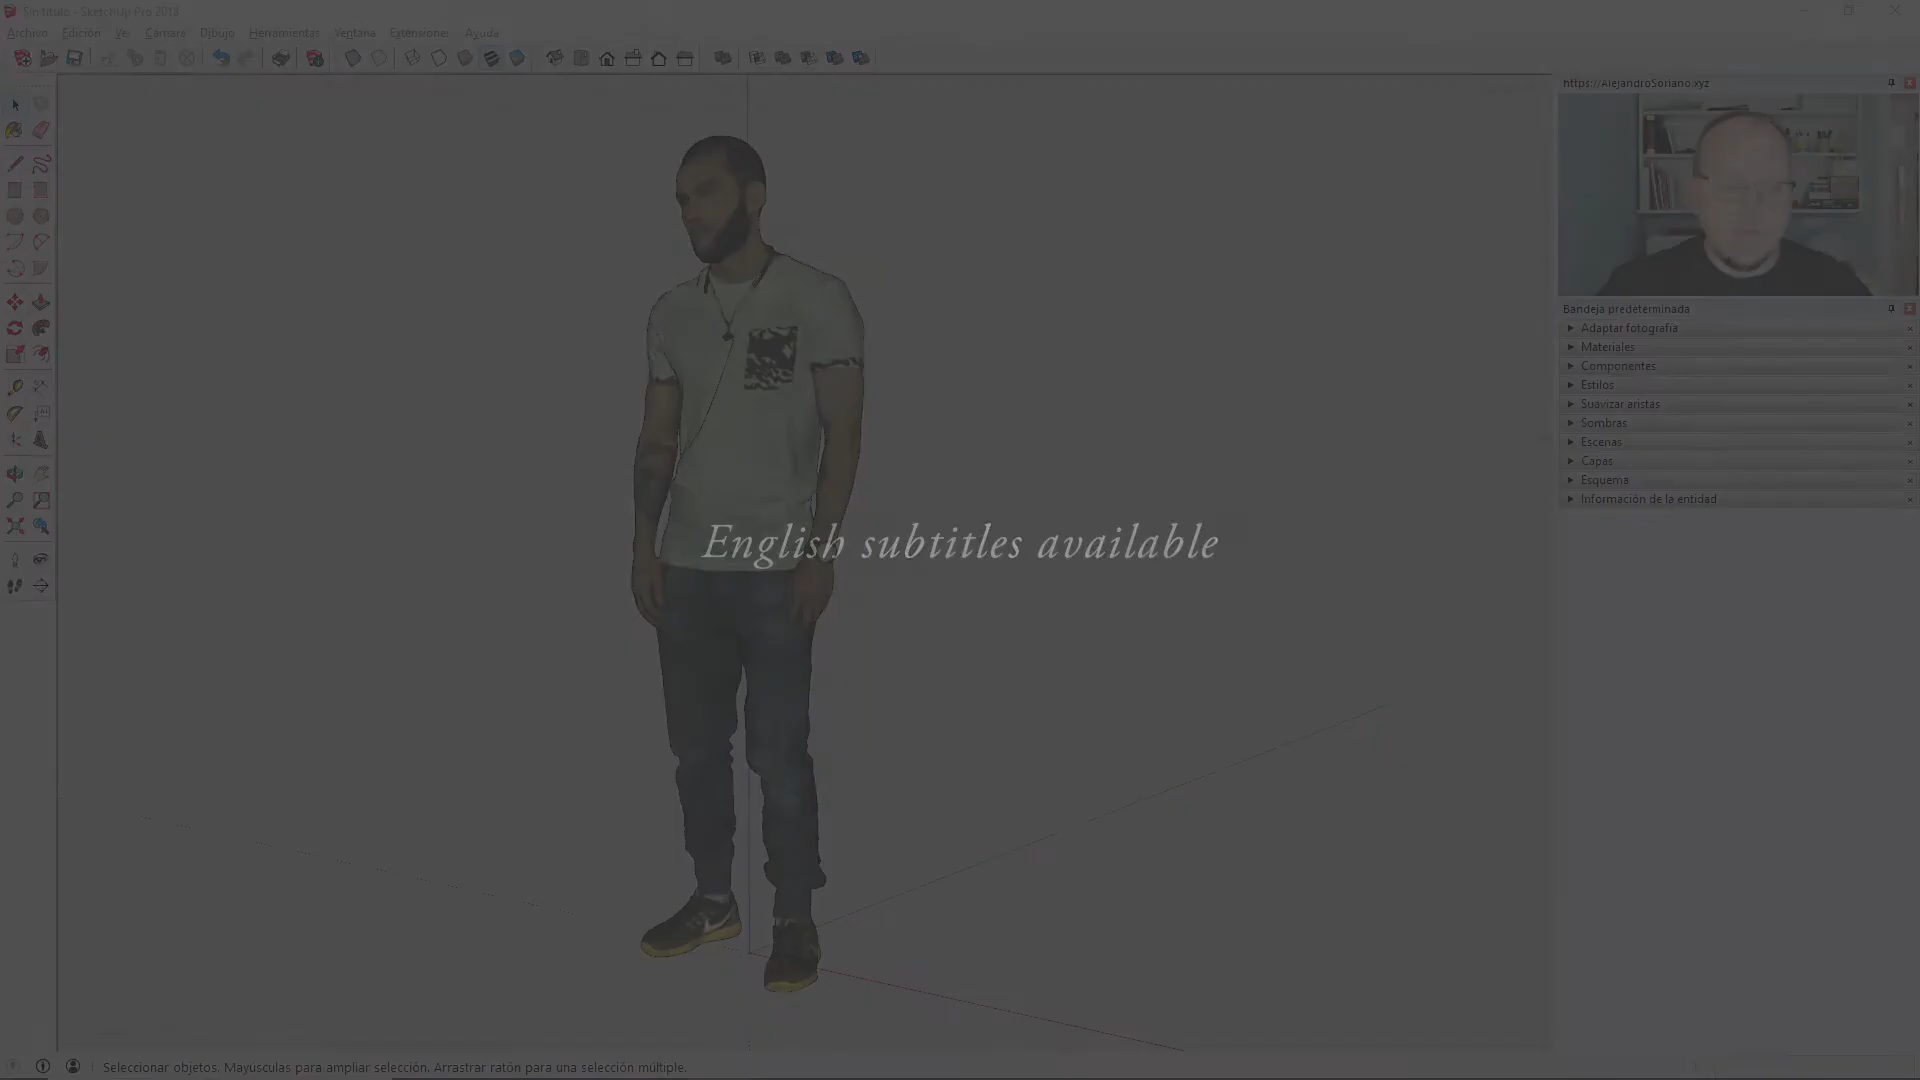 Sin título - SketchUp Pro 2018
Archivo Edición Ver Cámara Dibujo Herramientas Ventana Extensiones Ayuda
https://AlejandroSoriano.xyz
Bandeja predeterminada
Adaptar fotografía
Materiales
Componentes
Estilos
Suavizar aristas
Sombras
Escenas
Capas
Esquema
Información de la entidad
English subtitles available
Seleccionar objetos. Mayúsculas para ampliar selección. Arrastrar ratón para una selección múltiple.